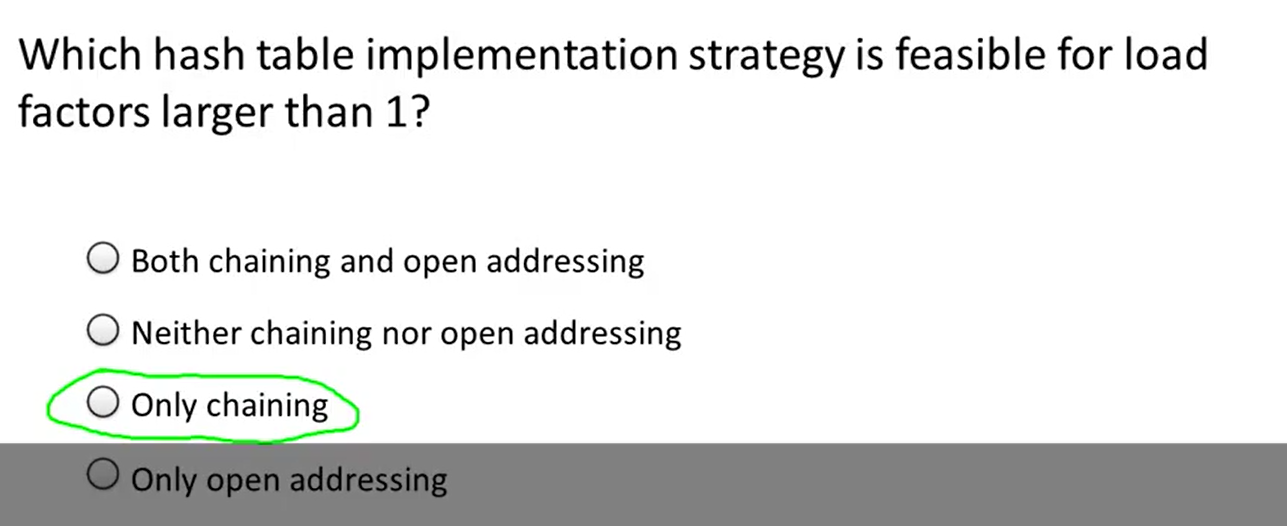 Which hash table implementation strategy is feasible for load
factors larger than 1?
Both chaining and open addressing
Neither chaining nor open addressing
Only chaining
Only open addressing